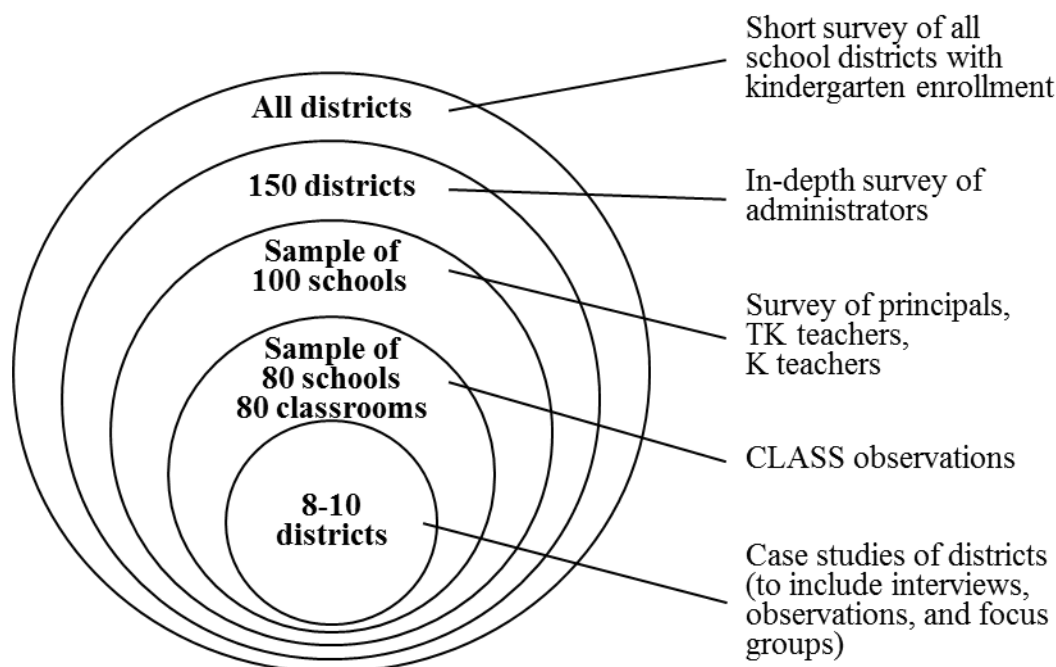 Short survey of all
school districts with
kindergarten enrollment
All districts
150 districts
In-depth survey of
administrators
Sample of
100 schools
Survey of principals,
TK teachers,
K teachers
Sample of
80 schools
80 classrooms
CLASS observations
8-10
districts
Case studies of districts
(to include interviews,
observations, and focus
groups)